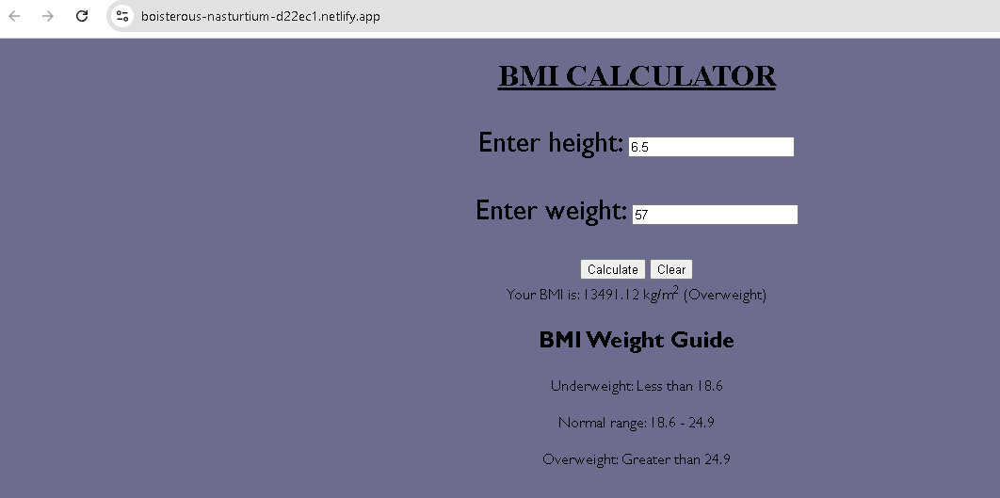 boisterous-nasturtium-d22ec1.netlify.app
BMI CALCULATOR
Enter height: 6.5
Enter weight: 57
Calculate Clear
Your BMI is: 13491.12 kg/m² (Overweight)
BMI Weight Guide
Underweight: Less than 18.6
Normal range: 18.6 - 24.9
Overweight: Greater than 24.9